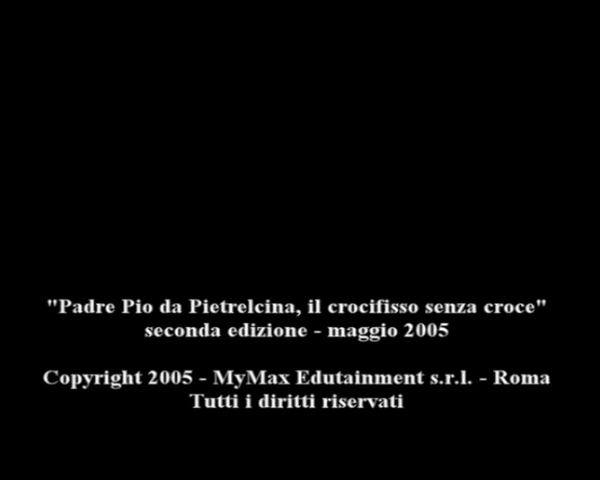 "Padre Pio da Pietrelcina, il crocifisso senza croce"
seconda edizione - maggio 2005
Copyright 2005 - MyMax Edutainment s.r.l. - Roma
Tutti i diritti riservati